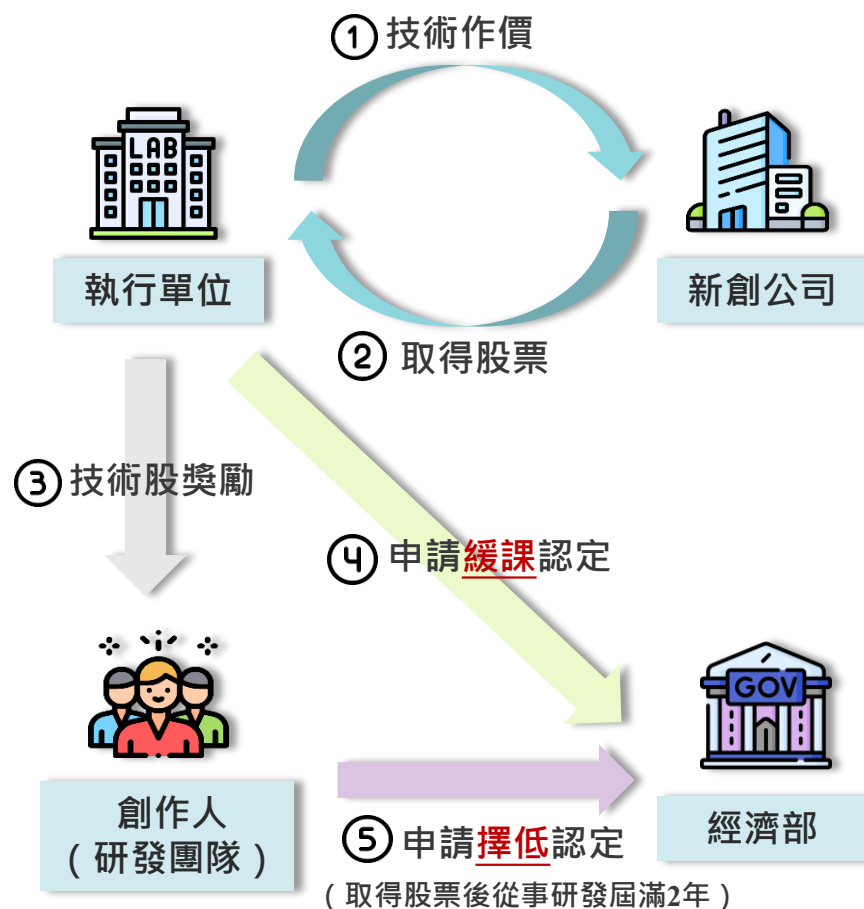 ① 技術作價
LAB
執行單位
新創公司
② 取得股票
③ 技術股獎勵
④ 申請緩課認定
GOV
創作人
（研發團隊）
經濟部
⑤ 申請擇低認定
（取得股票後從事研發屆滿2年）